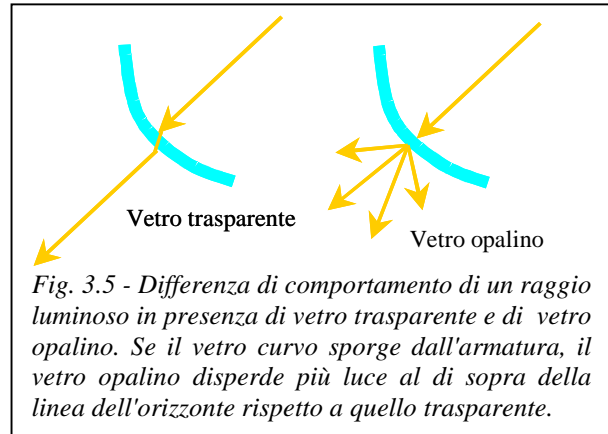 Vetro trasparente
Vetro opalino
Fig. 3.5 - Differenza di comportamento di un raggio
luminoso in presenza di vetro trasparente e di vetro
opalino. Se il vetro curvo sporge dall'armatura, il
vetro opalino disperde più luce al di sopra della
linea dell'orizzonte rispetto a quello trasparente.